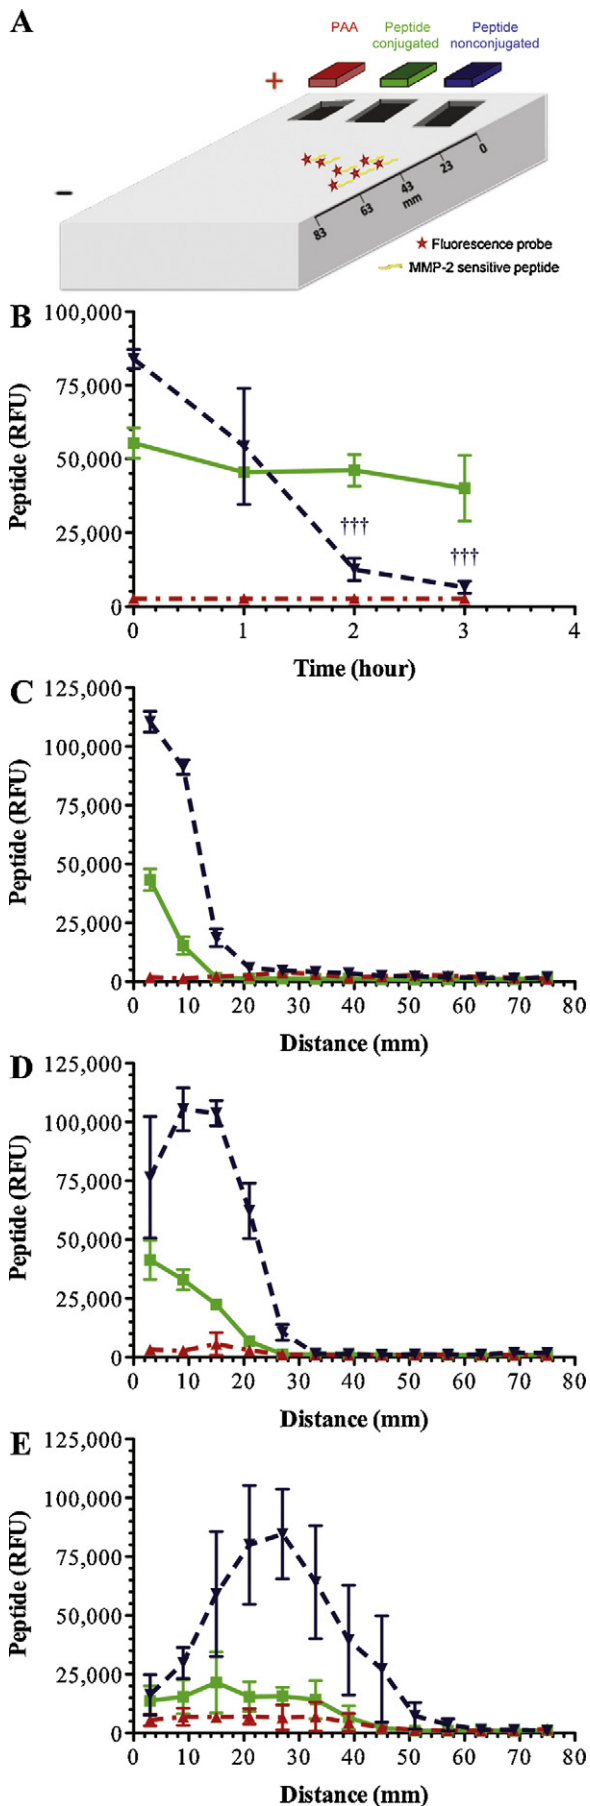 A
PAA
Peptide conjugated
Peptide nonconjugated
+
-
0
23
43
mm
63
83
Fluorescence probe
MMP-2 sensitive peptide
B
100,000
75,000
50,000
25,000
0
Peptide (RFU)
†††
†††
0 1 2 3 4
Time (hour)
C
125,000
100,000
75,000
50,000
25,000
0
Peptide (RFU)
0 10 20 30 40 50 60 70 80
Distance (mm)
D
125,000
100,000
75,000
50,000
25,000
0
Peptide (RFU)
0 10 20 30 40 50 60 70 80
Distance (mm)
E
125,000
100,000
75,000
50,000
25,000
0
Peptide (RFU)
0 10 20 30 40 50 60 70 80
Distance (mm)